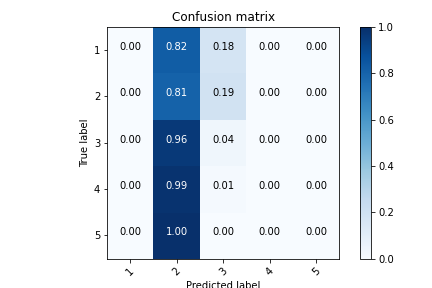 Confusion matrix
1.0
1 0.00 0.82 0.18 0.00 0.00
0.8
2 0.00 0.81 0.19 0.00 0.00
0.6
True label
3 0.00 0.96 0.04 0.00 0.00
0.4
4 0.00 0.99 0.01 0.00 0.00
0.2
5 0.00 1.00 0.00 0.00 0.00
0.0
1 2 3 4 5
Predicted label